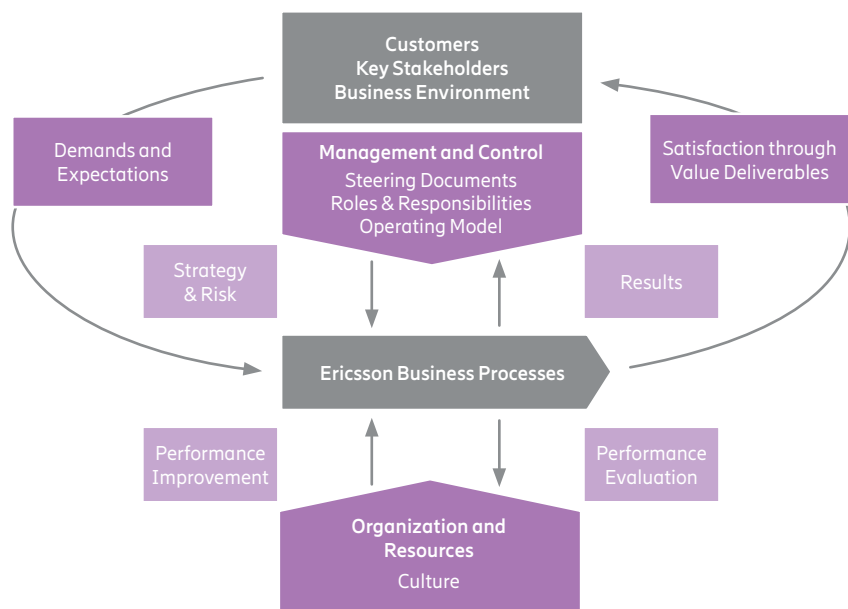 Customers
Key Stakeholders
Business Environment
Demands and
Expectations
Management and Control
Steering Documents
Roles & Responsibilities
Operating Model
Satisfaction through
Value Deliverables
Strategy
& Risk
Results
Ericsson Business Processes
Performance
Improvement
Performance
Evaluation
Organization and
Resources
Culture